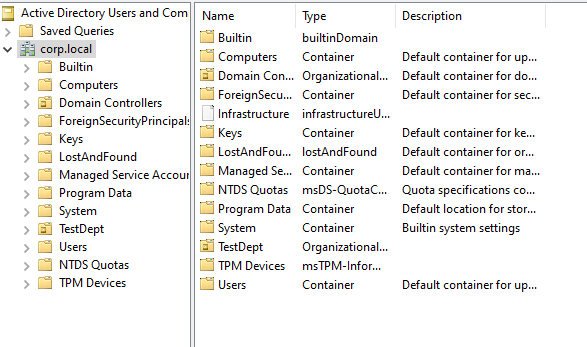 Active Directory Users and Com
Saved Queries
corp.local
Builtin
Computers
Domain Controllers
ForeignSecurityPrincipals
Keys
LostAndFound
Managed Service Accour
Program Data
System
TestDept
Users
NTDS Quotas
TPM Devices
Name Type Description
Builtin builtinDomain
Computers Container Default container for up...
Domain Con... Organizational... Default container for do...
ForeignSecu... Container Default container for sec...
Infrastructure infrastructureU...
Keys Container Default container for ke...
LostAndFou... lostAndFound Default container for or...
Managed Se... Container Default container for ma...
NTDS Quotas msDS-QuotaC... Quota specifications co...
Program Data Container Default location for stor...
System Container Builtin system settings
TestDept Organizational...
TPM Devices msTPM-Infor...
Users Container Default container for up...